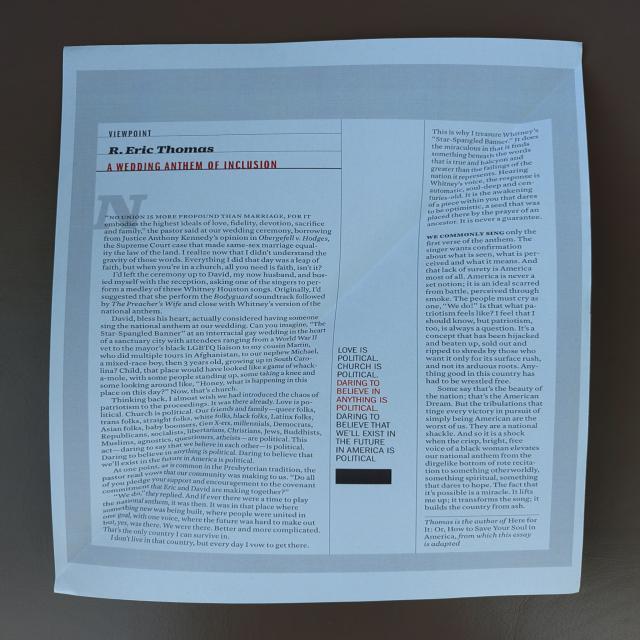 VIEWPOINT
R. Eric Thomas
A WEDDING ANTHEM OF INCLUSION
"NO UNION IS MORE PROFOUND THAN MARRIAGE, FOR IT
embodies the highest ideals of love, fidelity, devotion, sacrifice
and family," the pastor said at our wedding ceremony, borrowing
from Justice Anthony Kennedy's opinion in Obergefell v. Hodges,
the Supreme Court case that made same-sex marriage equal-
ity the law of the land. I realize now that I didn't understand the
gravity of those words. Everything I did that day was a leap of
faith, but when you're in a church, all you need is faith, isn't it?
I'd left the ceremony up to David, my now husband, and bus-
ied myself with the reception, asking one of the singers to per-
form a medley of three Whitney Houston songs. Originally, I'd
suggested that she perform the Bodyguard soundtrack followed
by The Preacher's Wife and close with Whitney's version of the
national anthem.
David, bless his heart, actually considered having someone
sing the national anthem at our wedding. Can you imagine, "The
Star-Spangled Banner" at an interracial gay wedding in the heart
of a sanctuary city with attendees ranging from a World War II
vet to the mayor's black LGBTQ liaison to my cousin Martin,
who did multiple tours in Afghanistan, to our nephew Michael,
a mixed-race boy, then 3 years old, growing up in South Caro-
lina? Child, that place would have looked like a game of whack-
a-mole, with some people standing up, some taking a knee and
some looking around like, "Honey, what is happening in this
place on this day?" Now, that's church.
Thinking back, I almost wish we had introduced the chaos of
patriotism to the proceedings. It was there already. Love is po-
litical. Church is political. Our friends and family—queer folks,
trans folks, straight folks, white folks, black folks, Latinx folks,
Asian folks, baby boomers, Gen X-ers, millennials, Democrats,
Republicans, socialists, libertarians, Christians, Jews, Buddhists,
Muslims, agnostics, questioners, atheists—are political. This
act—daring to say that we believe in each other—is political.
Daring to believe in anything is political. Daring to believe that
we'll exist in the future in America is political.
At one point, as is common in the Presbyterian tradition, the
pastor read vows that our community was making to us. "Do all
of you pledge your support and encouragement to the covenant
commitment that Eric and David are making together?"
"We do," they replied. And if ever there were a time to play
the national anthem, it was then. It was in that place where
something new was being built, where people were united in
one goal, with one voice, where the future was hard to make out
but, yes, was there. We were there. Better and more complicated.
That's the only country I can survive in.
I don't live in that country, but every day I vow to get there.
LOVE IS
POLITICAL.
CHURCH IS
POLITICAL.
DARING TO
BELIEVE IN
ANYTHING IS
POLITICAL.
DARING TO
BELIEVE THAT
WE'LL EXIST IN
THE FUTURE
IN AMERICA IS
POLITICAL
This is why I treasure Whitney's
"Star-Spangled Banner." It does
the miraculous in that it finds
something beneath the words
that is true and halcyon and
greater than the failings of the
nation it represents. Hearing
Whitney's voice, the response is
automatic, soul-deep and cen-
turies-old. It is the awakening
of a piece within you that dares
to be optimistic, a seed that was
placed there by the prayer of an
ancestor. It is never a guarantee.
WE COMMONLY SING only the
first verse of the anthem. The
singer wants confirmation
about what is seen, what is per-
ceived and what it means. And
that lack of surety is America
most of all. America is never a
set notion; it is an ideal scarred
from battle, perceived through
smoke. The people must cry as
one, "We do!" Is that what pa-
triotism feels like? I feel that I
should know, but patriotism,
too, is always a question. It's a
concept that has been hijacked
and beaten up, sold out and
ripped to shreds by those who
want it only for its surface rush,
and not its arduous roots. Any-
thing good in this country has
had to be wrestled free.
Some say that's the beauty of
the nation; that's the American
Dream. But the tribulations that
tinge every victory in pursuit of
simply being American are the
worst of us. They are a national
shackle. And so it is a shock
when the crisp, bright, free
voice of a black woman elevates
our national anthem from the
dirgelike bottom of rote recita-
tion to something otherworldly,
something spiritual, something
that dares to hope. The fact that
it's possible is a miracle. It lifts
me up; it transforms the song; it
builds the country from ash.
Thomas is the author of Here for
It: Or, How to Save Your Soul in
America, from which this essay
is adapted